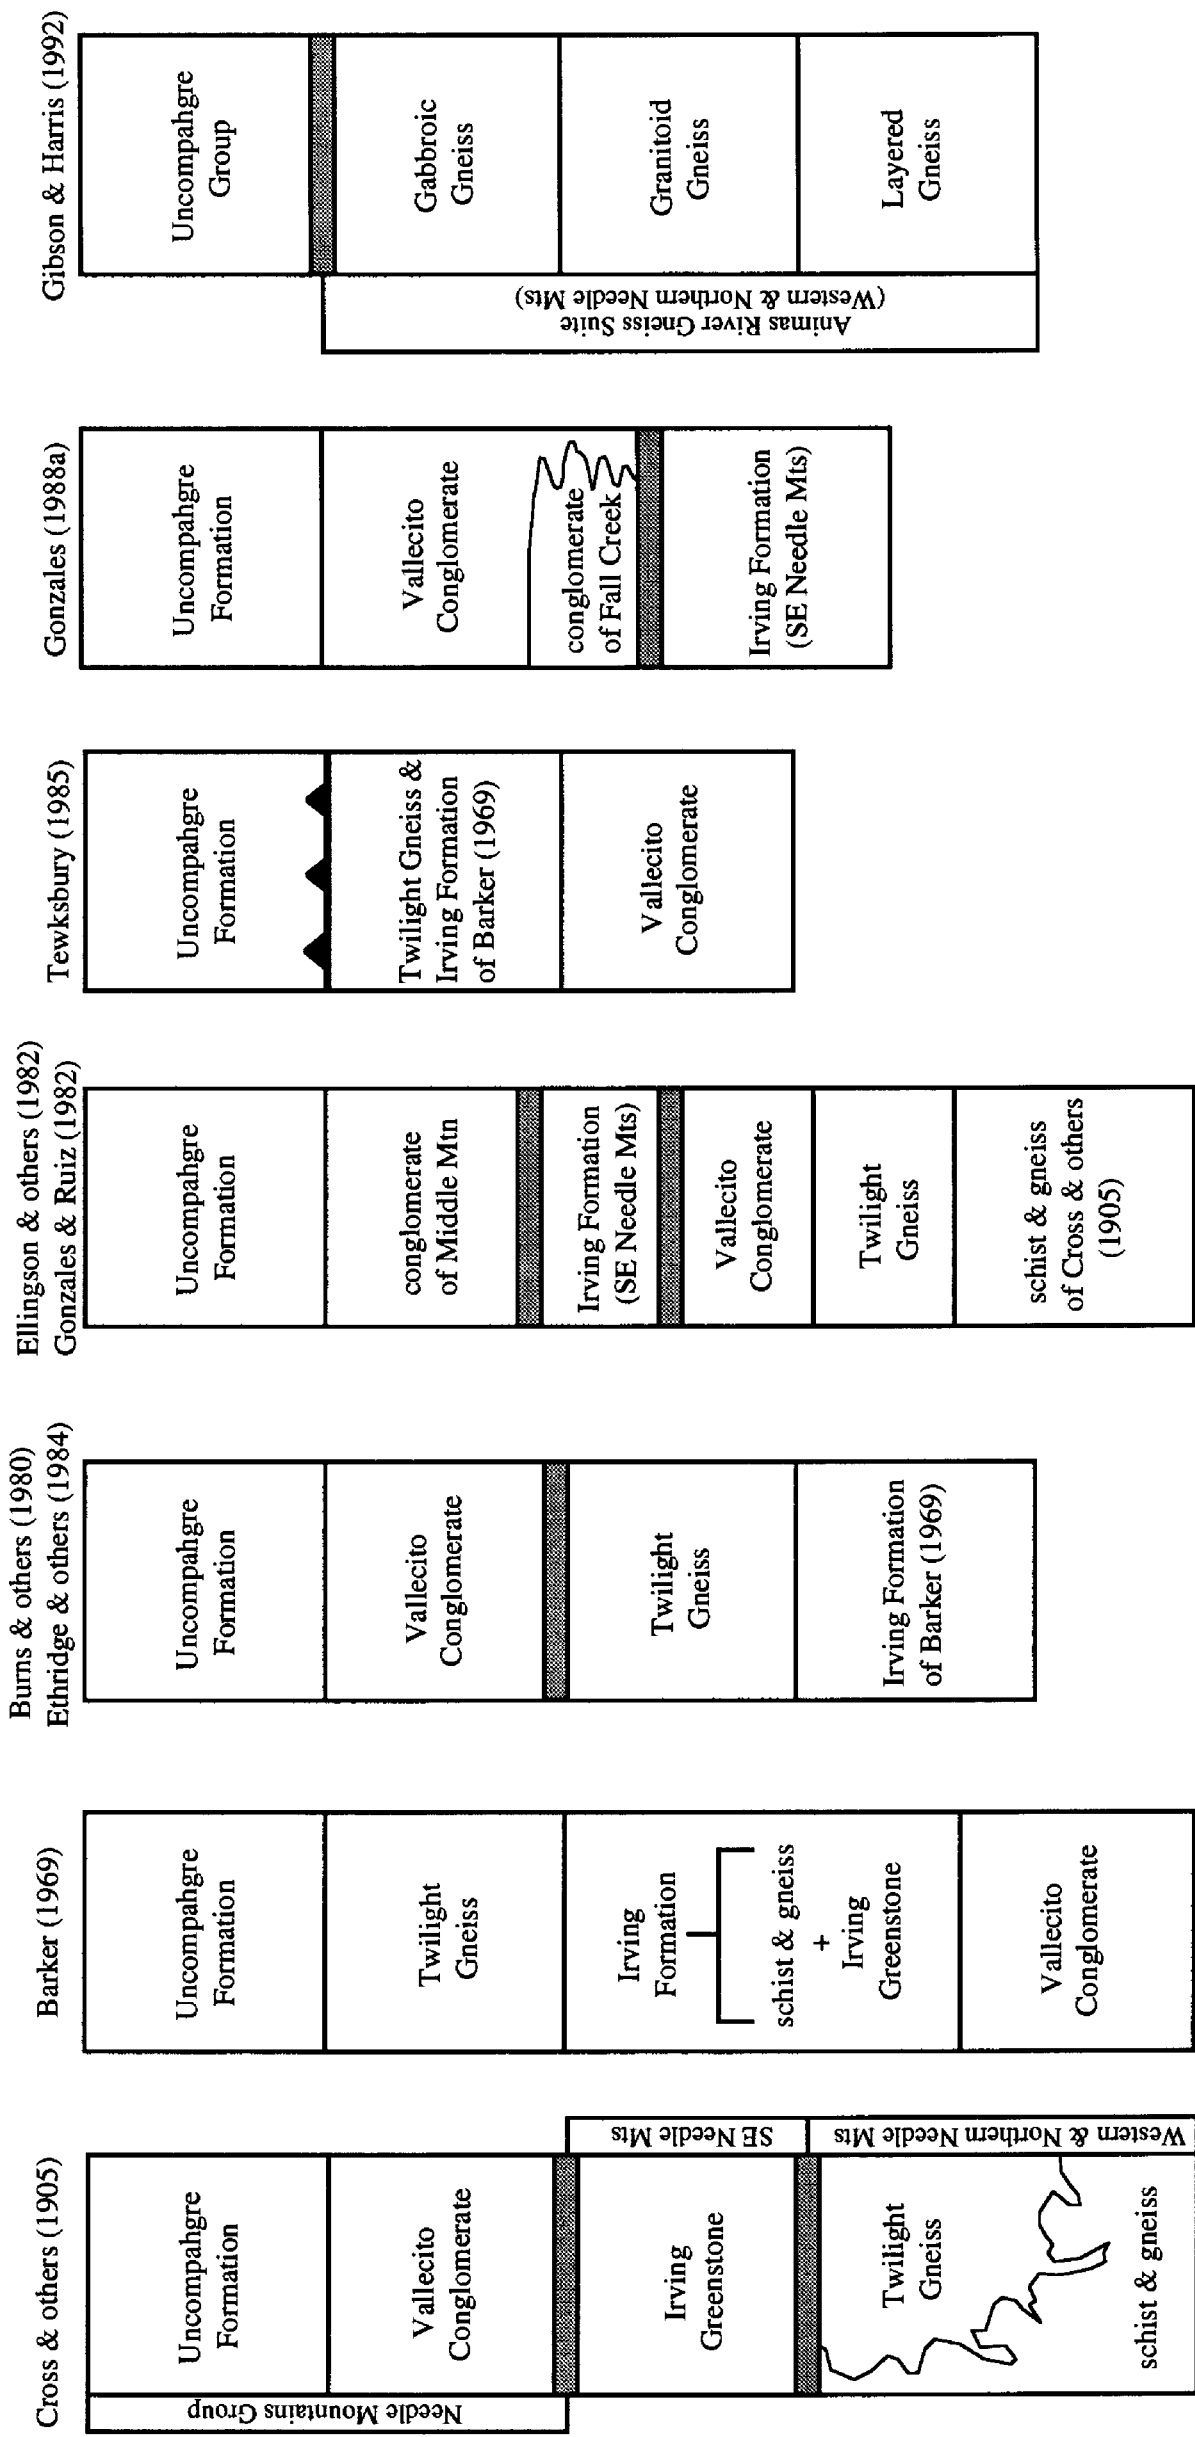 Cross & others (1905)
Needle Mountains Group
Uncompahgre
Formation
Vallecito
Conglomerate
Irving
Greenstone
SE Needle Mts
Twilight
Gneiss
schist & gneiss
Western & Northern Needle Mts
Barker (1969)
Uncompahgre
Formation
Twilight
Gneiss
Irving
Formation
schist & gneiss
+
Irving
Greenstone
Vallecito
Conglomerate
Burns & others (1980)
Ethridge & others (1984)
Uncompahgre
Formation
Vallecito
Conglomerate
Twilight
Gneiss
Irving Formation
of Barker (1969)
Ellingson & others (1982)
Gonzales & Ruiz (1982)
Uncompahgre
Formation
conglomerate
of Middle Mtn
Irving Formation
(SE Needle Mts)
Vallecito
Conglomerate
Twilight
Gneiss
schist & gneiss
of Cross & others
(1905)
Tewksbury (1985)
Uncompahgre
Formation
Twilight Gneiss &
Irving Formation
of Barker (1969)
Vallecito
Conglomerate
Gonzales (1988a)
Uncompahgre
Formation
Vallecito
Conglomerate
conglomerate
of Fall Creek
Irving Formation
(SE Needle Mts)
Gibson & Harris (1992)
Uncompahgre
Group
Animas River Gneiss Suite
(Western & Northern Needle Mts)
Gabbroic
Gneiss
Granitoid
Gneiss
Layered
Gneiss